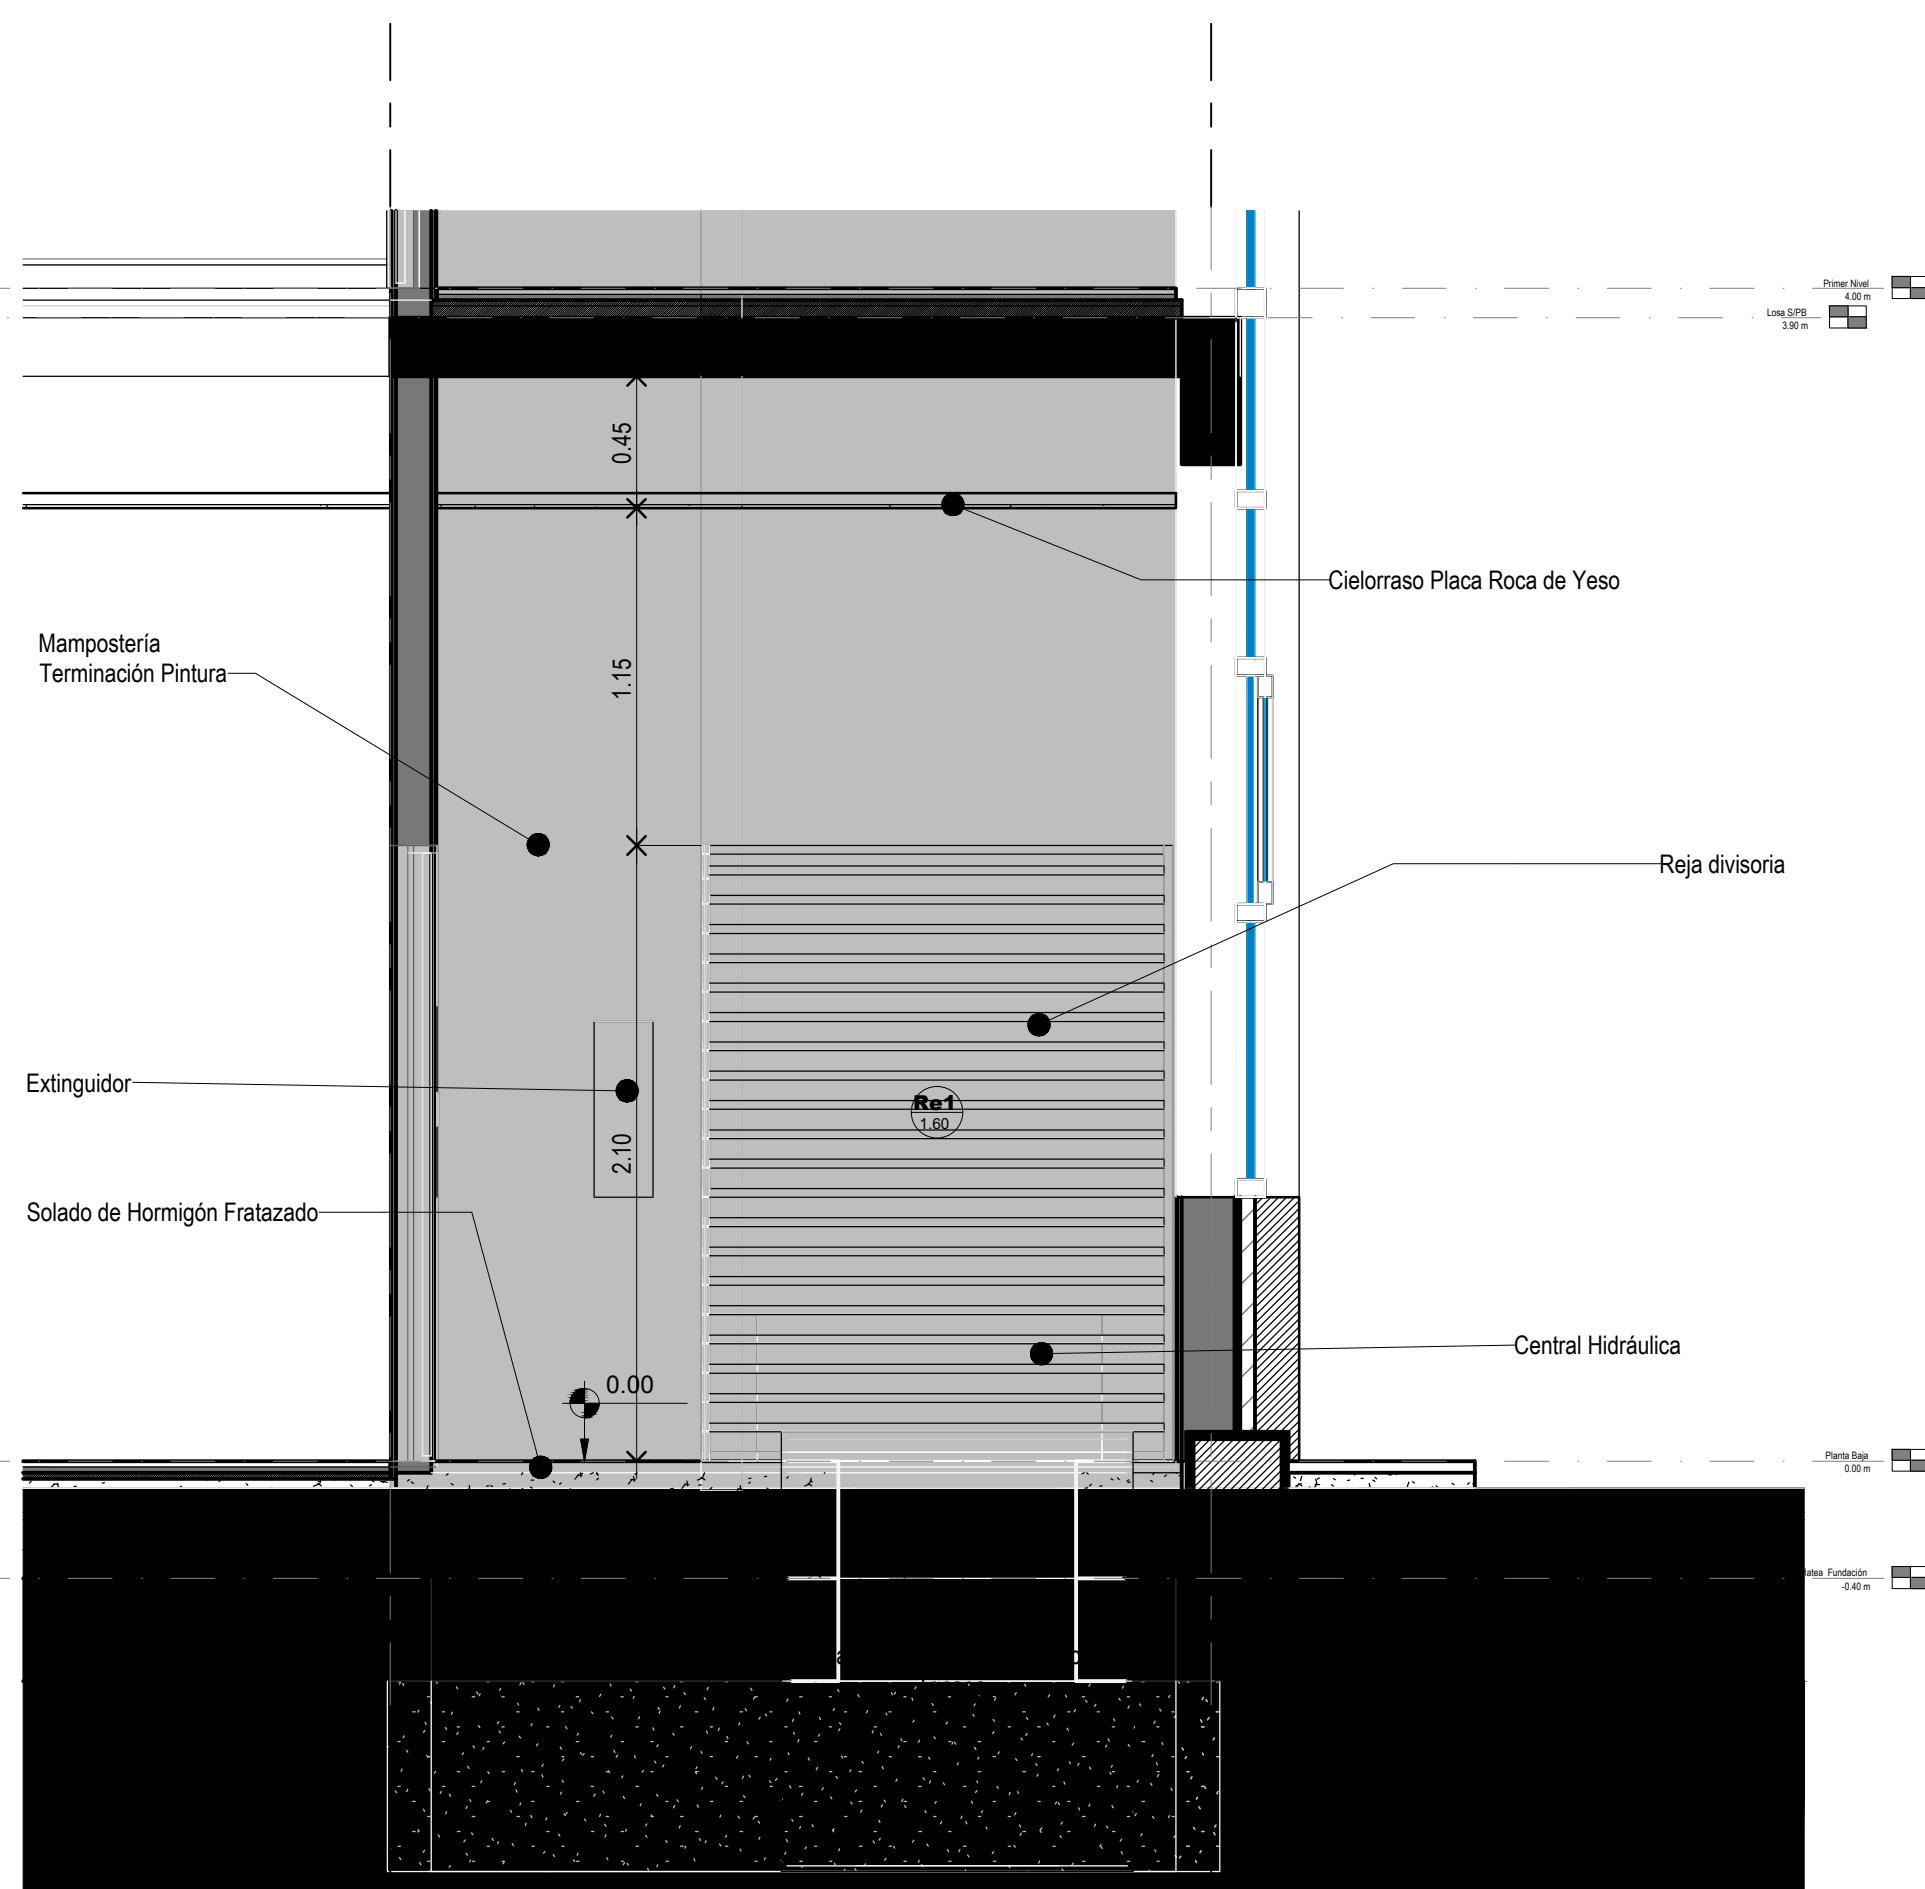 Primer Nivel
4.00 m
Losa S/PB
3.90 m
0.45
Cielorraso Placa Roca de Yeso
Mampostería
Terminación Pintura
1.15
Reja divisoria
Extinguidor
Re1
1.60
2.10
Solado de Hormigón Fratazado
Central Hidráulica
0.00
Planta Baja
0.00 m
Fundación
-0.40 m